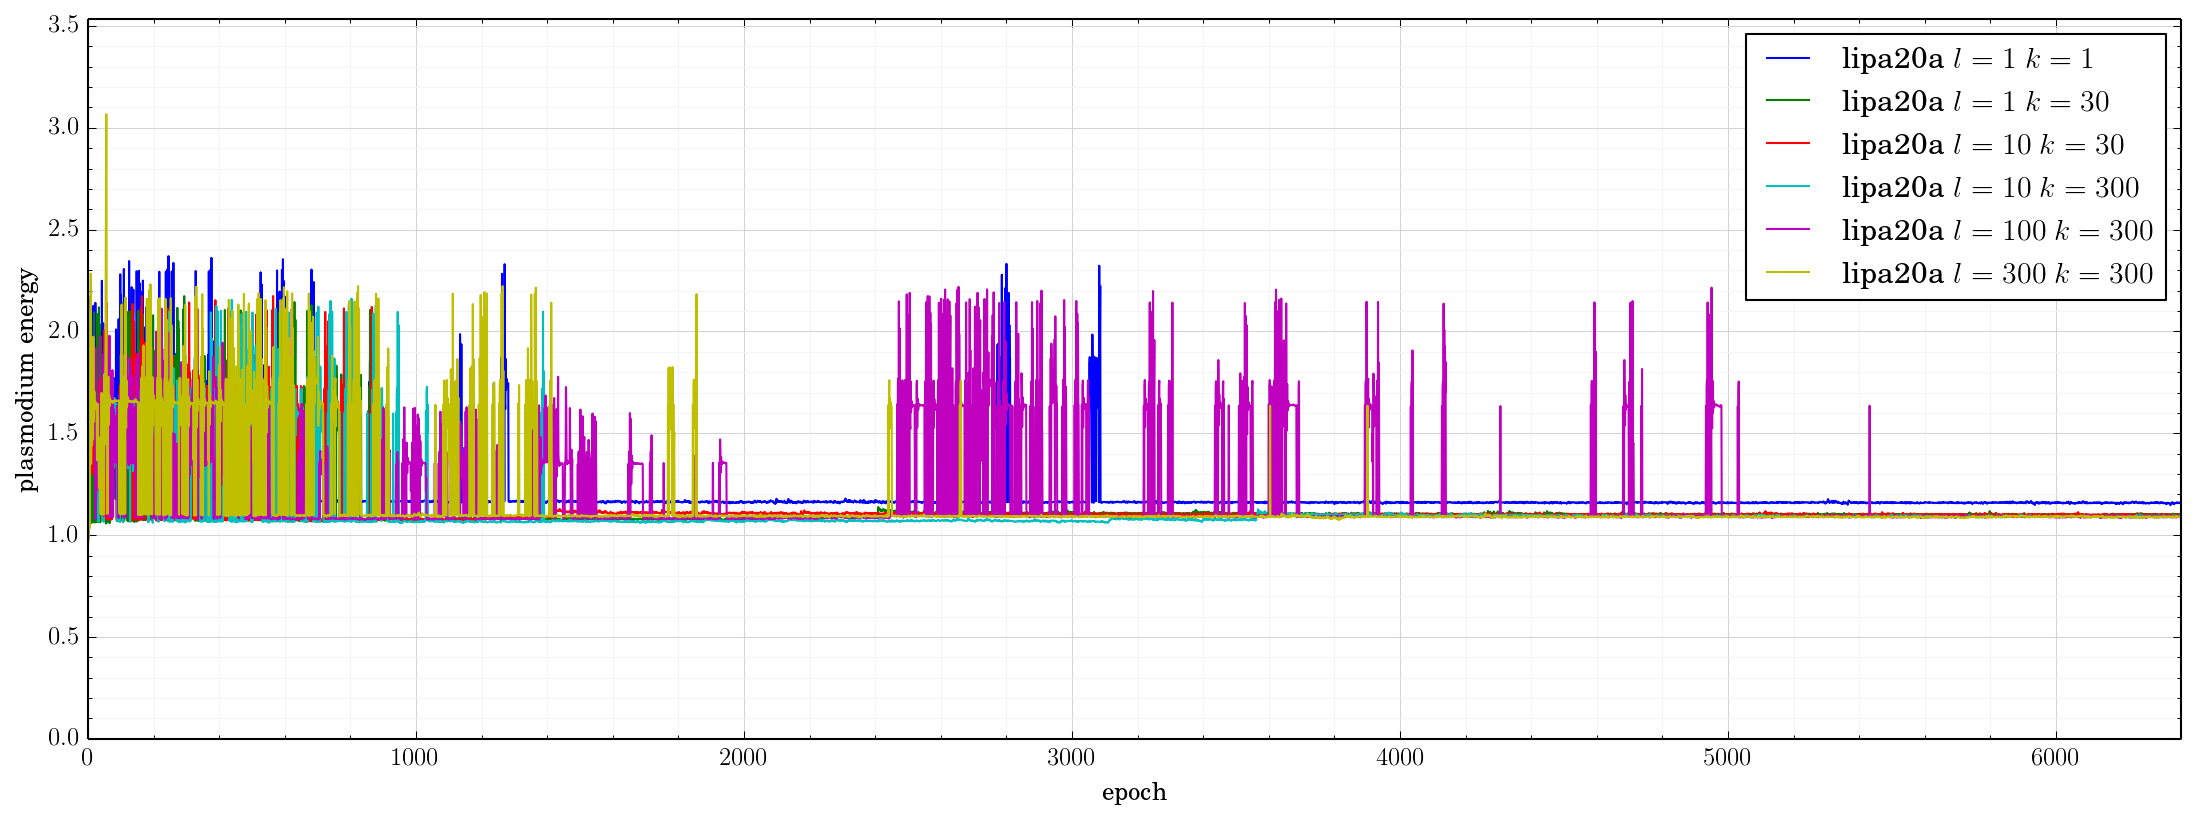 3.5
3.0
2.5
2.0
1.5
1.0
0.5
0.0
plasmodium energy
lipa20a l = 1 k = 1
lipa20a l = 1 k = 30
lipa20a l = 10 k = 30
lipa20a l = 10 k = 300
lipa20a l = 100 k = 300
lipa20a l = 300 k = 300
0 1000 2000 3000 4000 5000 6000
epoch